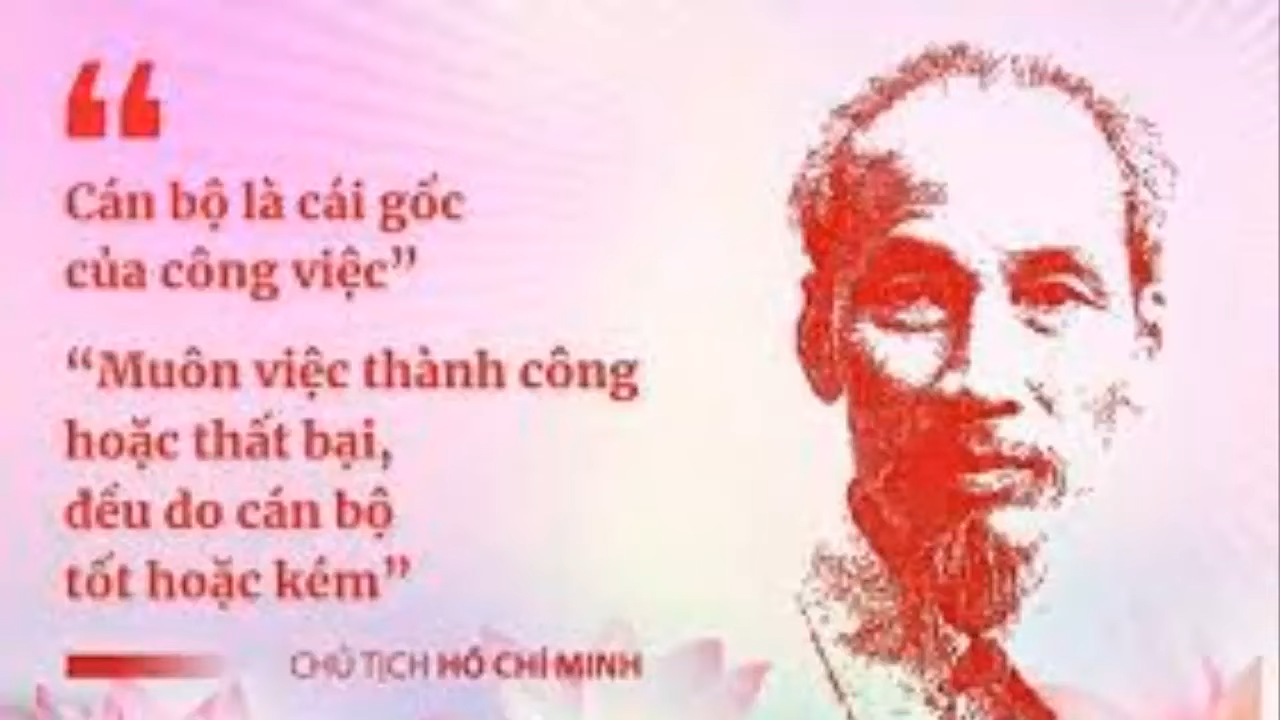 “
Cán bộ là cái gốc
của công việc”
“Muôn việc thành công
hoặc thất bại,
đều do cán bộ
tốt hoặc kém”
CHỦ TỊCH HỒ CHÍ MINH